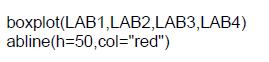 boxplot(LAB1,LAB2,LAB3,LAB4)
abline(h=50,col="red")